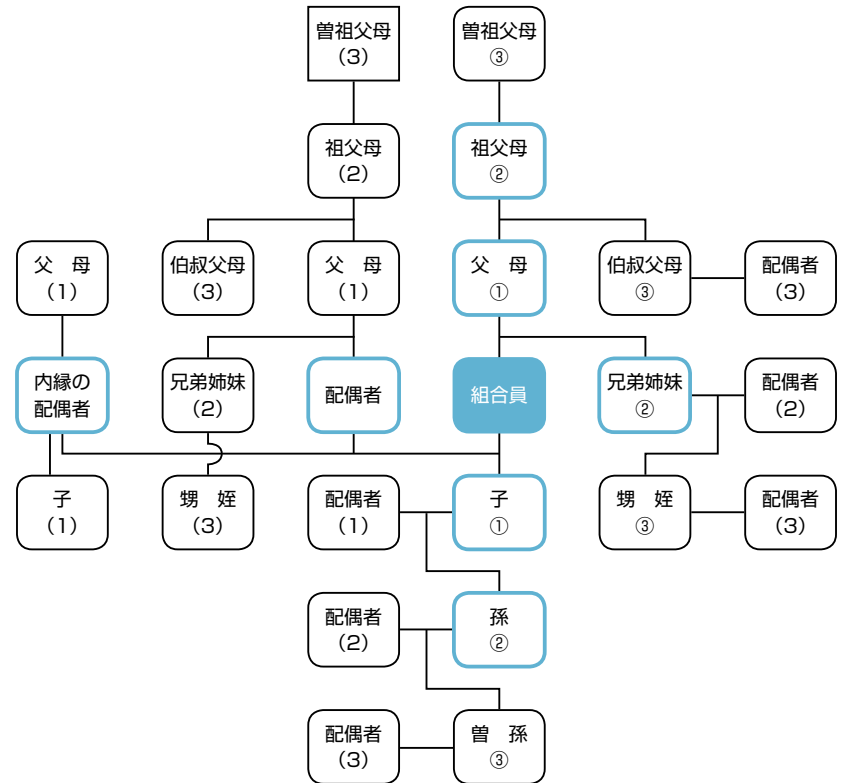 曽祖父母
(3)
曽祖父母
③
祖父母
(2)
祖父母
②
父　母
(1)
伯叔父母
(3)
父　母
(1)
父　母
①
伯叔父母
③
配偶者
(3)
内縁の
配偶者
兄弟姉妹
(2)
配偶者
組合員
兄弟姉妹
②
配偶者
(2)
子
(1)
甥　姪
(3)
配偶者
(1)
子
①
甥　姪
③
配偶者
(3)
配偶者
(2)
孫
②
配偶者
(3)
曽　孫
③